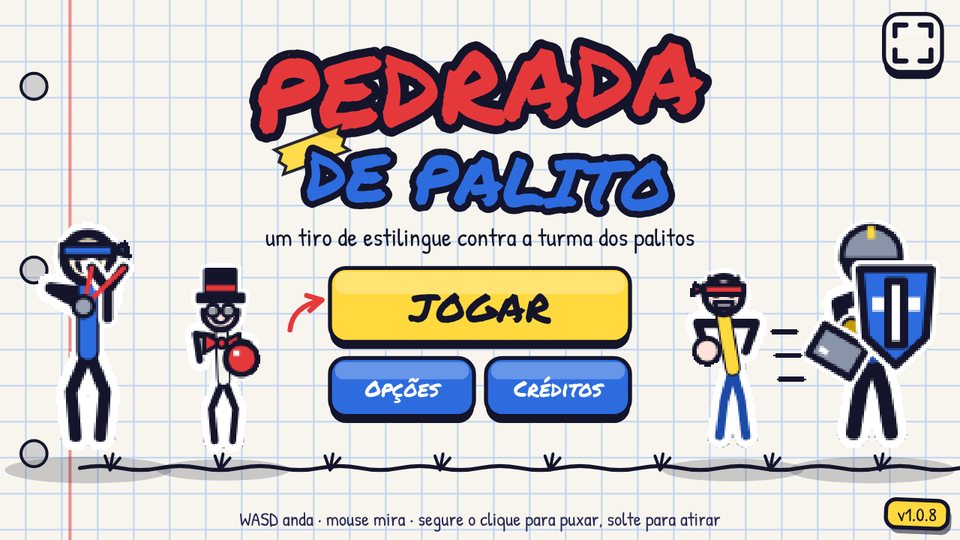 PEDRADA
DE PALITO
um tiro de estilingue contra a turma dos palitos
JOGAR
OPÇÕES
CRÉDITOS
WASD anda · mouse mira · segure o clique para puxar, solte para atirar
v1.0.8